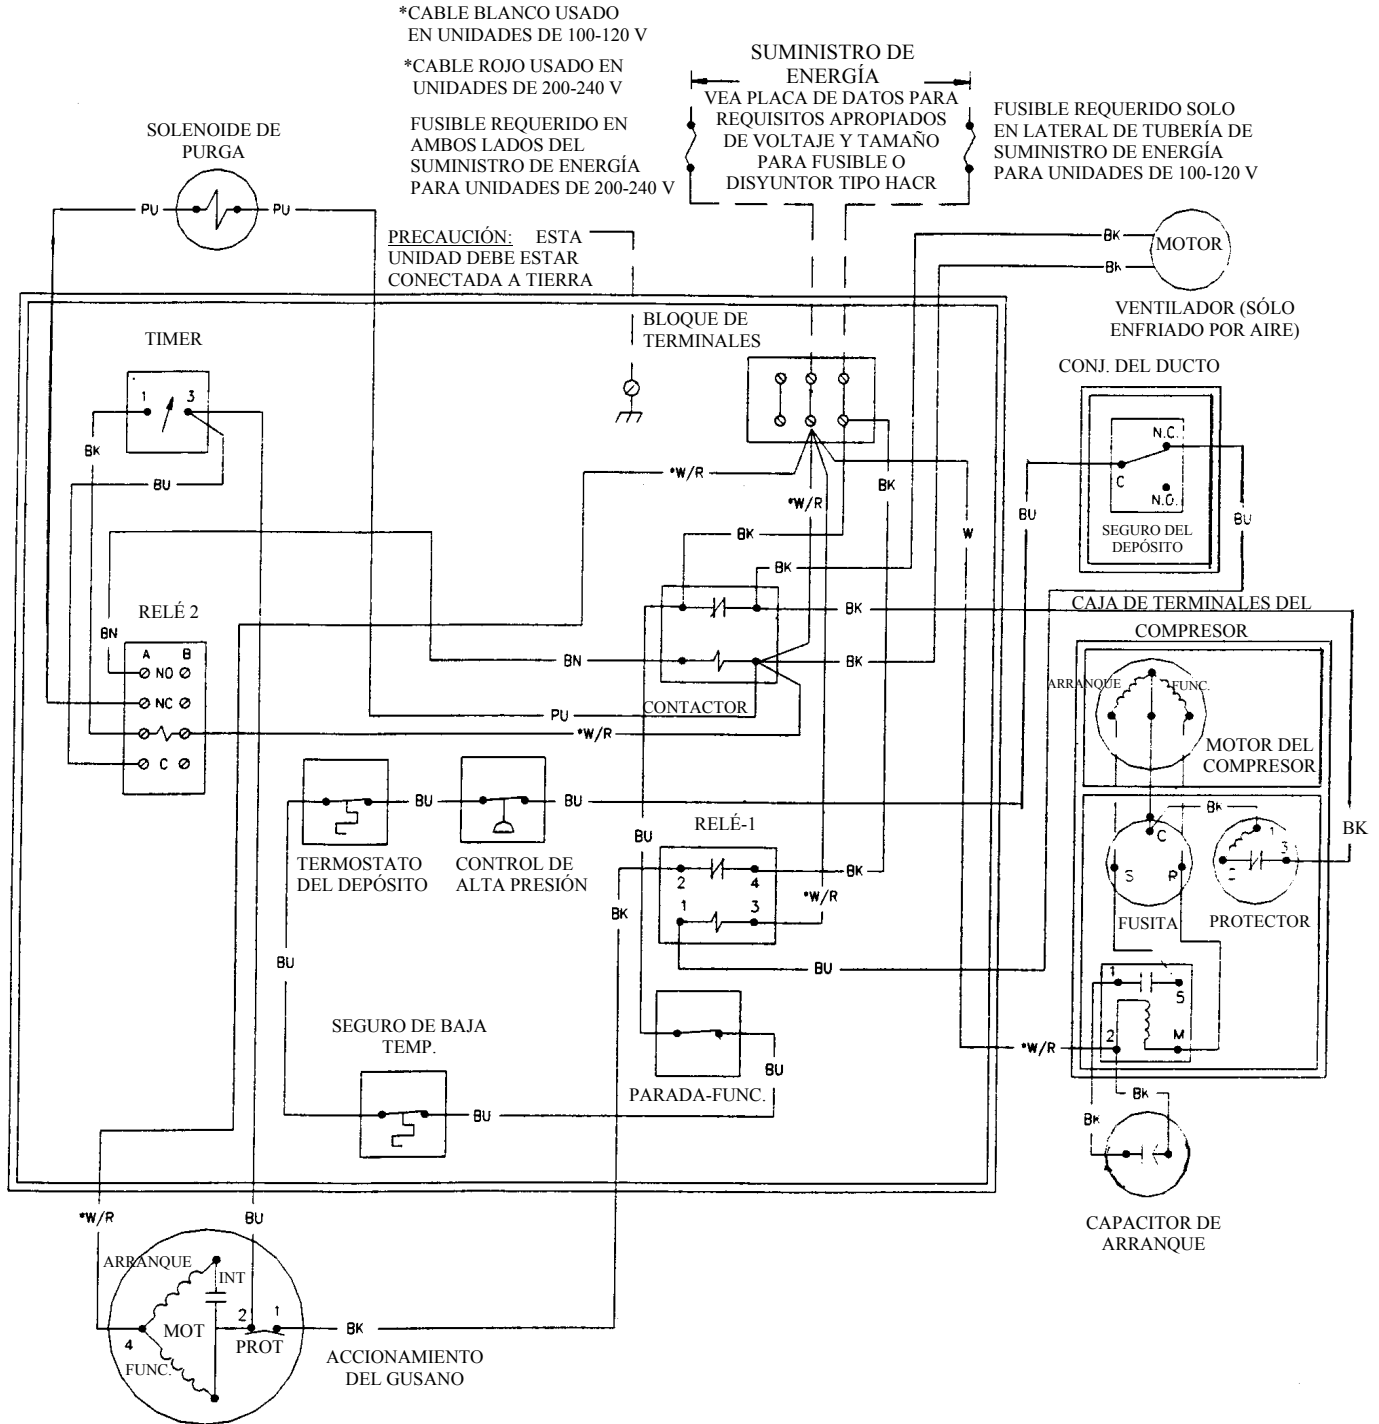 *CABLE BLANCO USADO
EN UNIDADES DE 100-120 V
*CABLE ROJO USADO EN
UNIDADES DE 200-240 V
FUSIBLE REQUERIDO EN
AMBOS LADOS DEL
SUMINISTRO DE ENERGÍA
PARA UNIDADES DE 200-240 V
SUMINISTRO DE
ENERGÍA
VEA PLACA DE DATOS PARA
REQUISITOS APROPIADOS
DE VOLTAJE Y TAMAÑO
PARA FUSIBLE O
DISYUNTOR TIPO HACR
FUSIBLE REQUERIDO SOLO
EN LATERAL DE TUBERÍA DE
SUMINISTRO DE ENERGÍA
PARA UNIDADES DE 100-120 V
SOLENOIDE DE
PURGA
PU
PU
PRECAUCIÓN: ESTA
UNIDAD DEBE ESTAR
CONECTADA A TIERRA
BK
BK
MOTOR
VENTILADOR (SÓLO
ENFRIADO POR AIRE)
BLOQUE DE
TERMINALES
TIMER
1 3
BK
BU
CONJ. DEL DUCTO
N.C.
C
N.O.
SEGURO DEL
DEPÓSITO
BU
BU
*W/R
*W/R
BK
W
BK
BK
RELÉ 2
A B
NO
NC
C
BN
BN
BK
BK
CONTACTOR
PU
*W/R
CAJA DE TERMINALES DEL
COMPRESOR
ARRANQUE
FUNC.
MOTOR DEL
COMPRESOR
BK
BK
C
S R
FUSITA
1
3
2
PROTECTOR
1
S
2
M
*W/R
BK
BK
CAPACITOR DE
ARRANQUE
TERMOSTATO
DEL DEPÓSITO
BU
CONTROL DE
ALTA PRESIÓN
BU
BU
RELÉ-1
2 4
1 3
BK
*W/R
BK
BU
BU
SEGURO DE BAJA
TEMP.
BU
BU
PARADA-FUNC.
*W/R
BU
ARRANQUE
INT
MOT
2 1
PROT
4
FUNC.
BK
ACCIONAMIENTO
DEL GUSANO